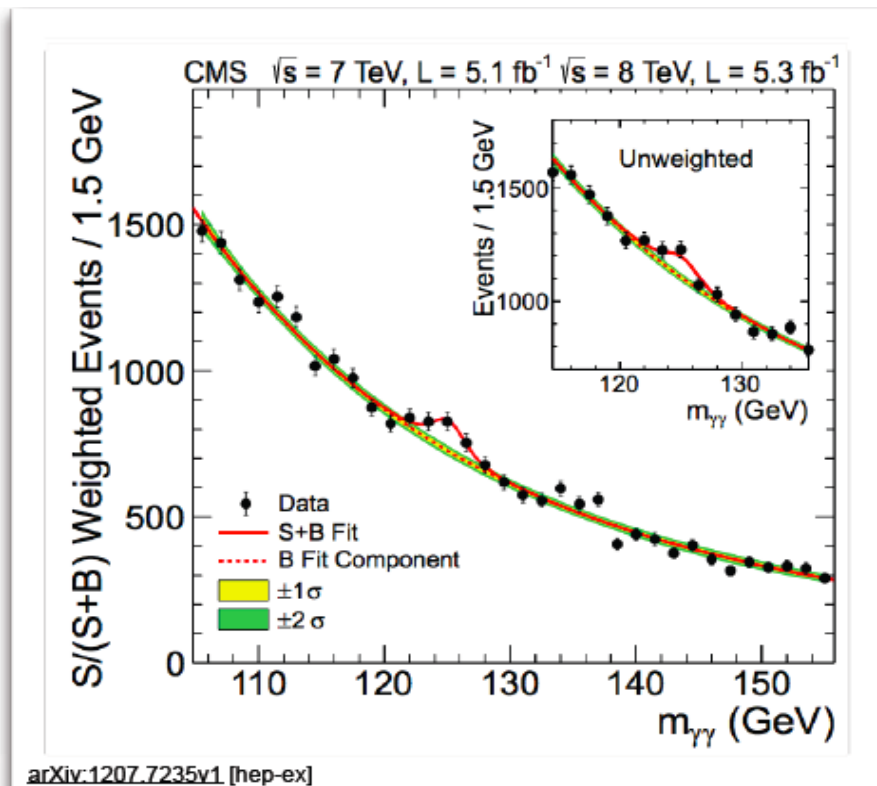 CMS √s = 7 TeV, L = 5.1 fb⁻¹ √s = 8 TeV, L = 5.3 fb⁻¹
S/(S+B) Weighted Events / 1.5 GeV
1500
1000
500
0
Unweighted
Events / 1.5 GeV
1500
1000
120 130
mγγ (GeV)
Data
S+B Fit
B Fit Component
±1σ
±2 σ
110 120 130 140 150
mγγ (GeV)
arXiv:1207.7235v1 [hep-ex]